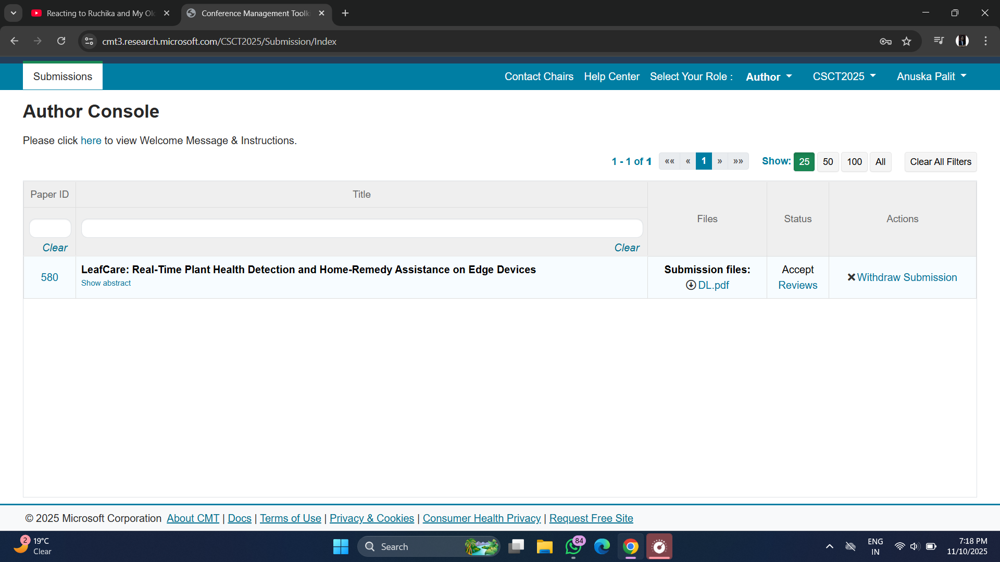 Reacting to Ruchika and My Ol
Conference Management Toolk
cmt3.research.microsoft.com/CSCT2025/Submission/Index
Submissions
Contact Chairs Help Center Select Your Role : Author CSCT2025 Anuska Palit
Author Console
Please click here to view Welcome Message & Instructions.
1 - 1 of 1 «« « 1 » »» Show: 25 50 100 All Clear All Filters
Paper ID Title Files Status Actions
Clear Clear
580 LeafCare: Real-Time Plant Health Detection and Home-Remedy Assistance on Edge Devices
Show abstract
Submission files:
DL.pdf
Accept
Reviews
Withdraw Submission
© 2025 Microsoft Corporation About CMT | Docs | Terms of Use | Privacy & Cookies | Consumer Health Privacy | Request Free Site
2
19°C
Clear
Search
84
ENG
IN
7:18 PM
11/10/2025